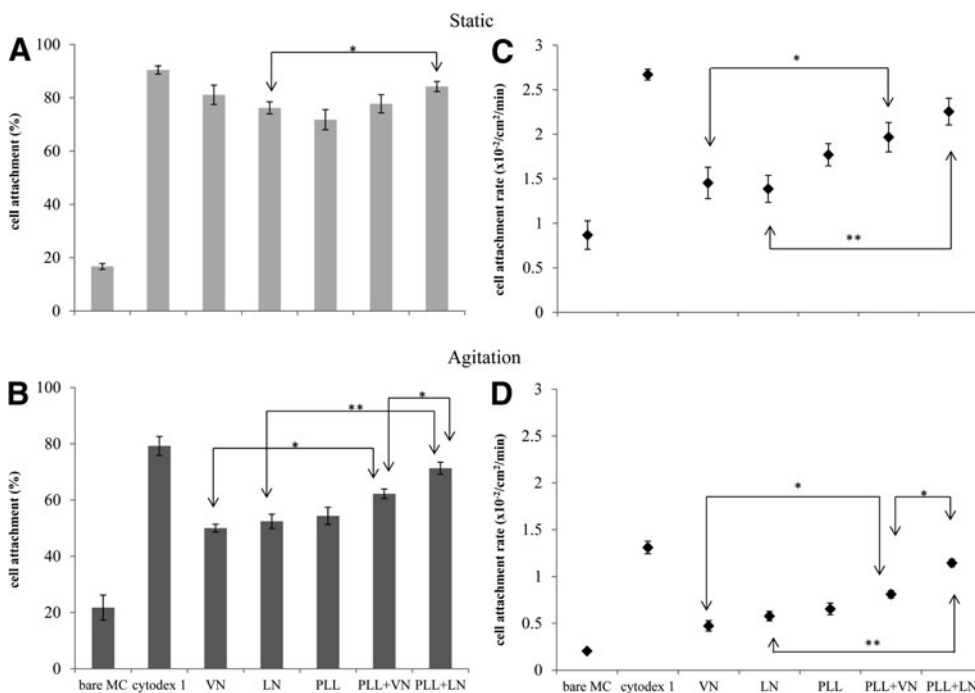 Static
A
cell attachment (%)
100
80
60
40
20
0
*
C
cell attachment rate (x10⁻²/cm²/min)
3
2.5
2
1.5
1
0.5
0
*
**
Agitation
B
cell attachment (%)
100
80
60
40
20
0
*
**
*
bare MC cytodex 1 VN LN PLL PLL+VN PLL+LN
D
cell attachment rate (x10⁻²/cm²/min)
3
2.5
2
1.5
1
0.5
0
*
*
**
bare MC cytodex 1 VN LN PLL PLL+VN PLL+LN